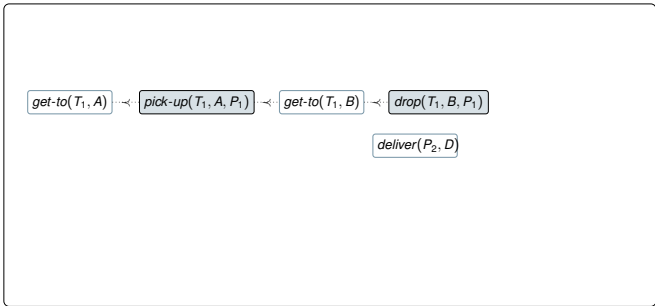 get-to(T₁, A) ≺ pick-up(T₁, A, P₁) ≺ get-to(T₁, B) ≺ drop(T₁, B, P₁)
deliver(P₂, D)